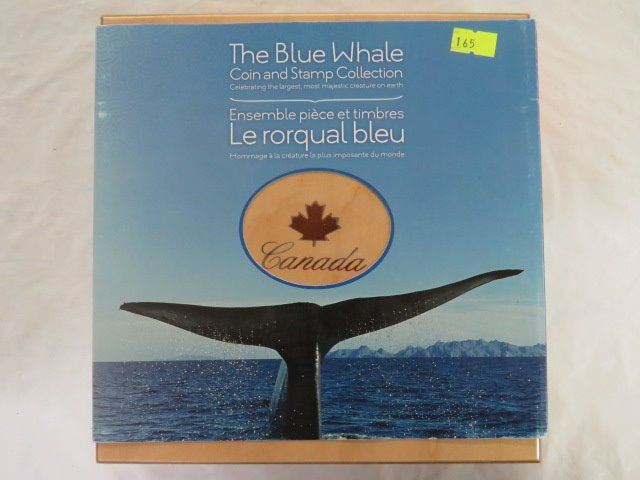 The Blue Whale
Coin and Stamp Collection
Celebrating the largest, most majestic creature on earth
Ensemble pièce et timbres
Le rorqual bleu
Hommage à la créature la plus imposante du monde
165
Canada